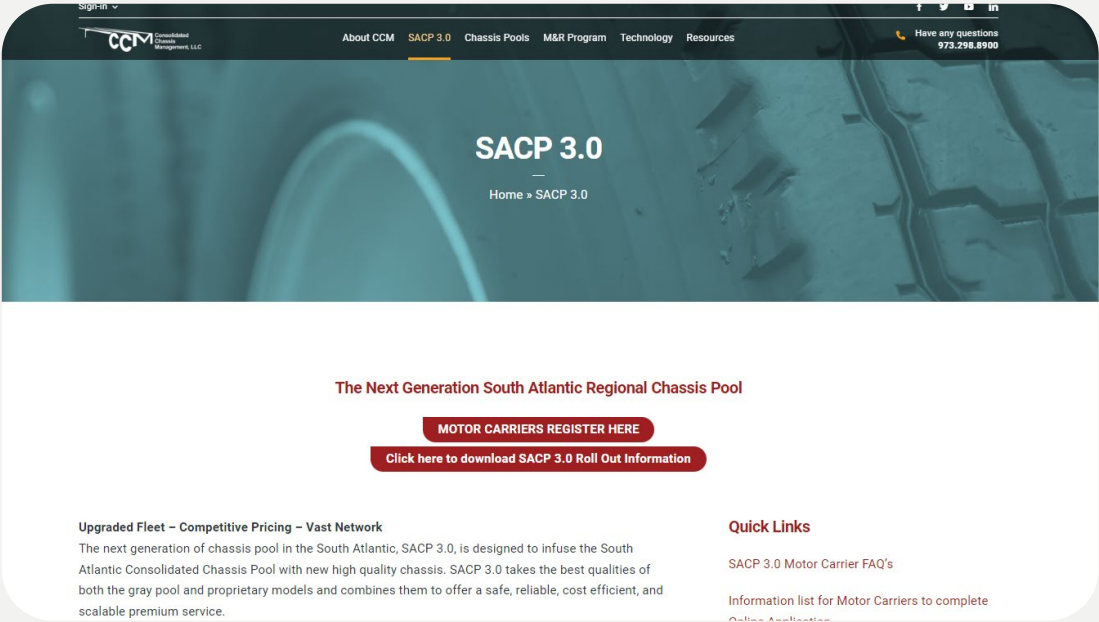 Sign-in
CCM Consolidated
Chassis
Management, LLC
About CCM SACP 3.0 Chassis Pools M&R Program Technology Resources
Have any questions
973.298.8900
SACP 3.0
Home » SACP 3.0
The Next Generation South Atlantic Regional Chassis Pool
MOTOR CARRIERS REGISTER HERE
Click here to download SACP 3.0 Roll Out Information
Upgraded Fleet – Competitive Pricing – Vast Network
The next generation of chassis pool in the South Atlantic, SACP 3.0, is designed to infuse the South
Atlantic Consolidated Chassis Pool with new high quality chassis. SACP 3.0 takes the best qualities of
both the gray pool and proprietary models and combines them to offer a safe, reliable, cost efficient, and
scalable premium service.
Quick Links
SACP 3.0 Motor Carrier FAQ's
Information list for Motor Carriers to complete
Online Application